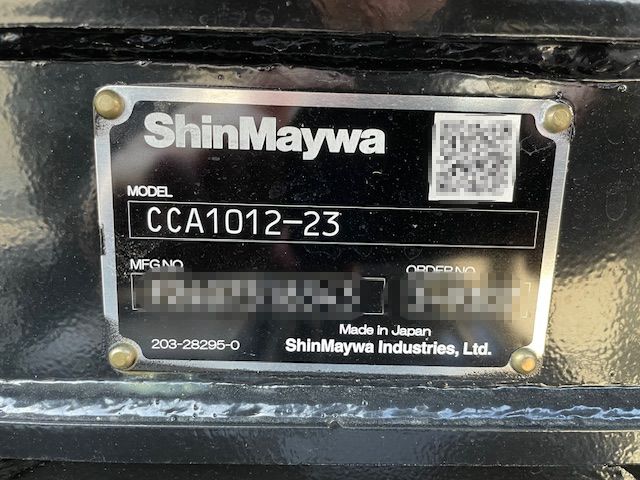 ShinMaywa
MODEL
CCA1012-23
MFG.NO.
ORDER NO.
Made in Japan
203-28295-0
ShinMaywa Industries, Ltd.